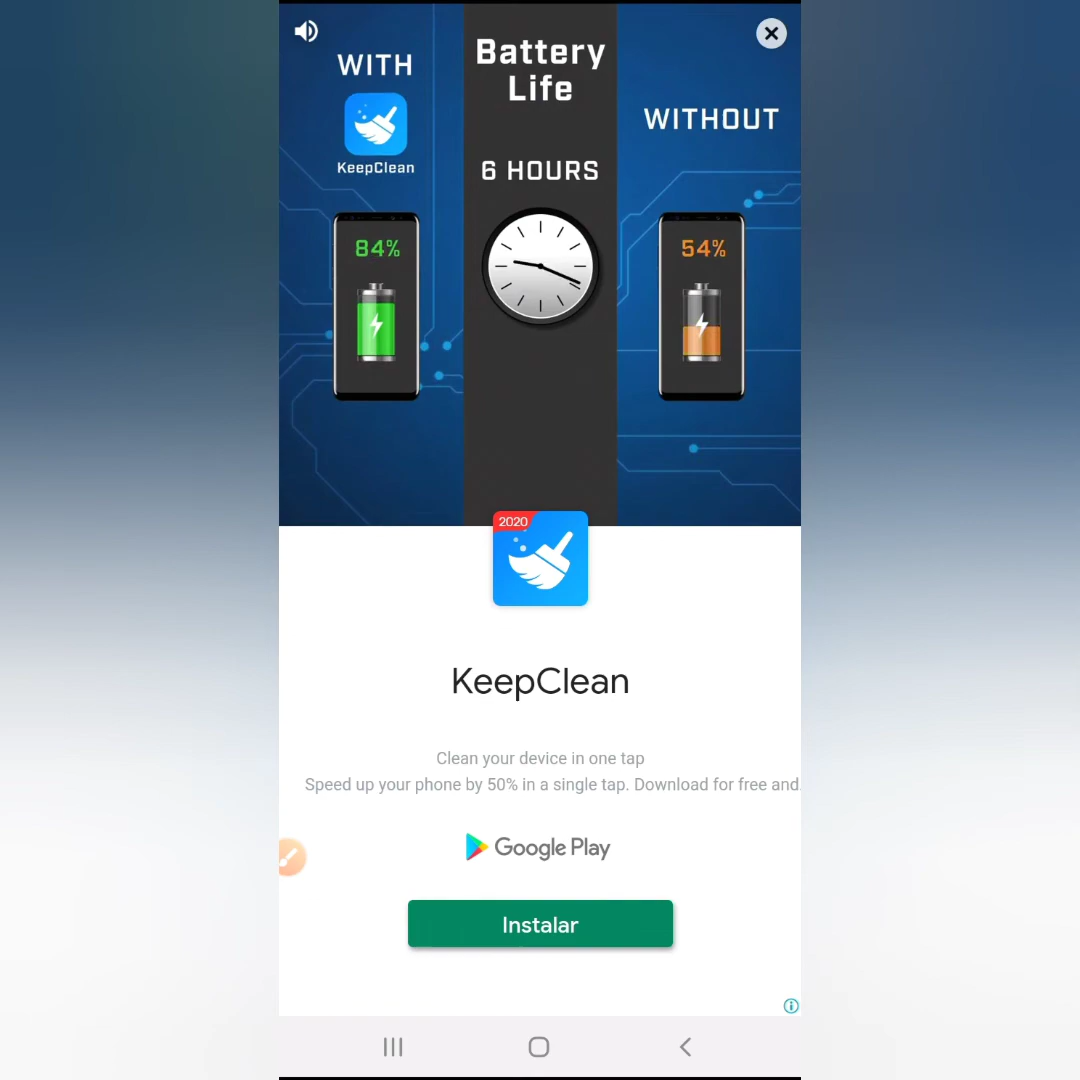 WITH
KeepClean
84%
Battery
Life
6 HOURS
WITHOUT
54%
2020
KeepClean
Clean your device in one tap
Speed up your phone by 50% in a single tap. Download for free and.
Google Play
Instalar